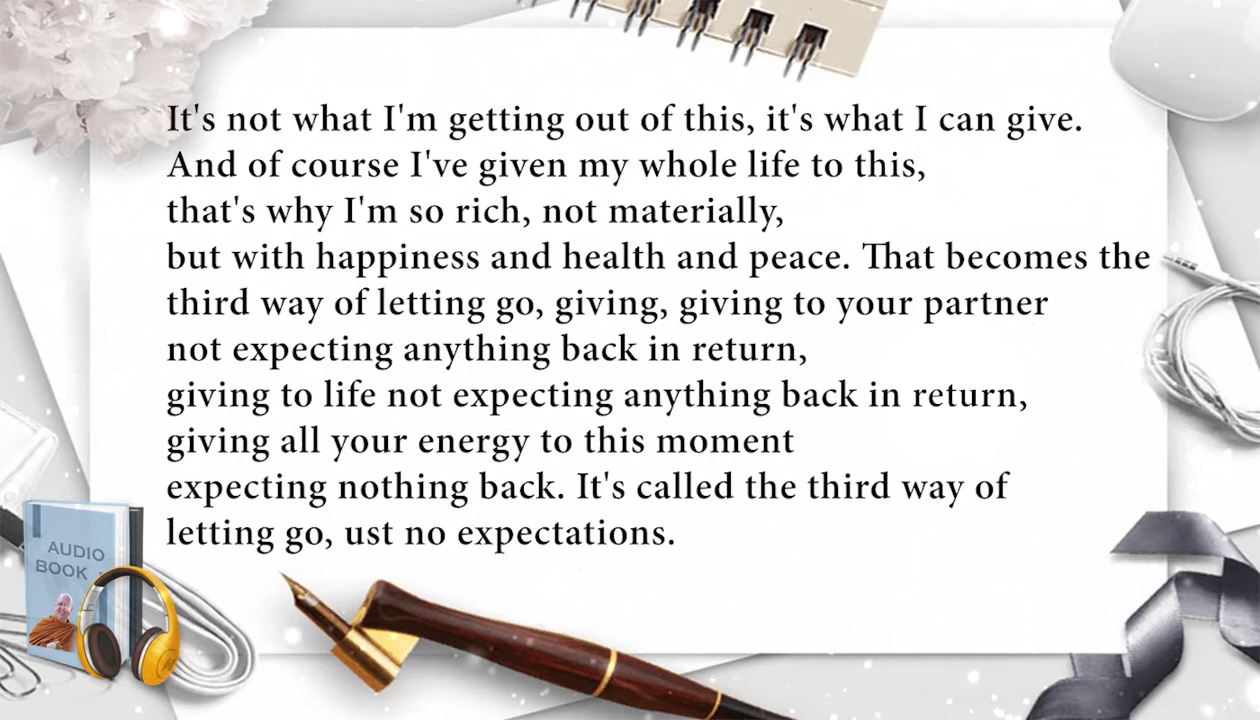 It's not what I'm getting out of this, it's what I can give.
And of course I've given my whole life to this,
that's why I'm so rich, not materially,
but with happiness and health and peace. That becomes the
third way of letting go, giving, giving to your partner
not expecting anything back in return,
giving to life not expecting anything back in return,
giving all your energy to this moment
expecting nothing back. It's called the third way of
letting go, ust no expectations.
AUDIO
BOOK